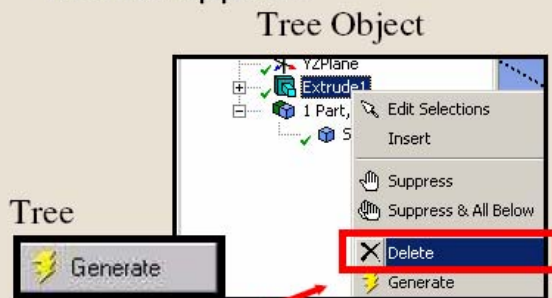 Tree Object
YZPlane
Extrude1
1 Part,
S
Edit Selections
Insert
Suppress
Suppress & All Below
Delete
Generate
Tree
Generate